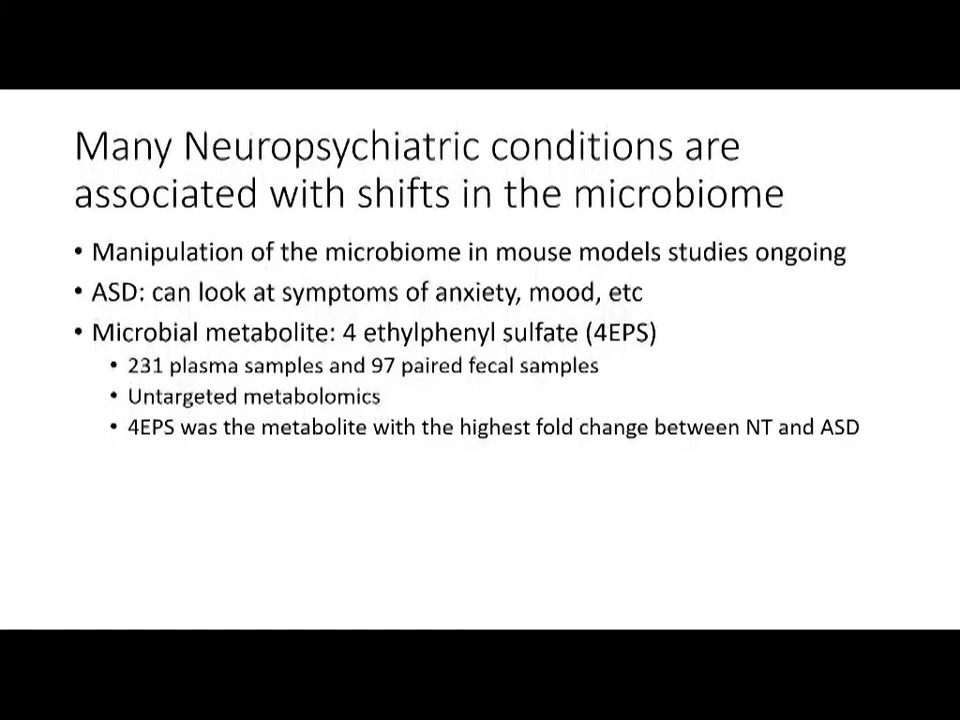 Many Neuropsychiatric conditions are
associated with shifts in the microbiome
• Manipulation of the microbiome in mouse models studies ongoing
• ASD: can look at symptoms of anxiety, mood, etc
• Microbial metabolite: 4 ethylphenyl sulfate (4EPS)
• 231 plasma samples and 97 paired fecal samples
• Untargeted metabolomics
• 4EPS was the metabolite with the highest fold change between NT and ASD